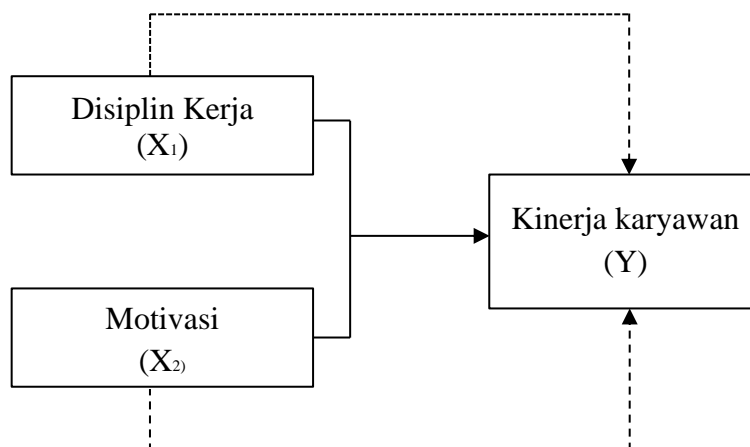 Disiplin Kerja
(X₁)
Kinerja karyawan
(Y)
Motivasi
(X₂₎